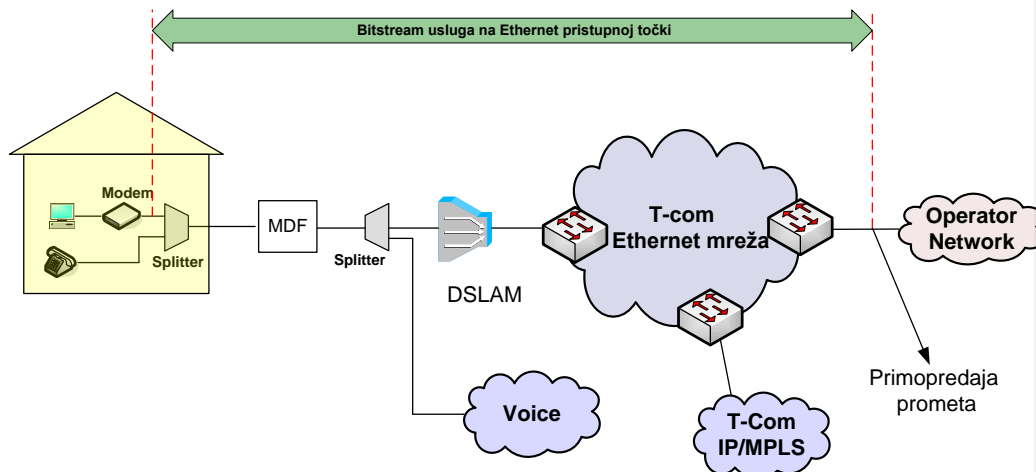 Bitstream usluga na Ethernet pristupnoj točki
Modem
Splitter
MDF
Splitter
DSLAM
T-com
Ethernet mreža
Operator
Network
Voice
T-Com
IP/MPLS
Primopredaja
prometa